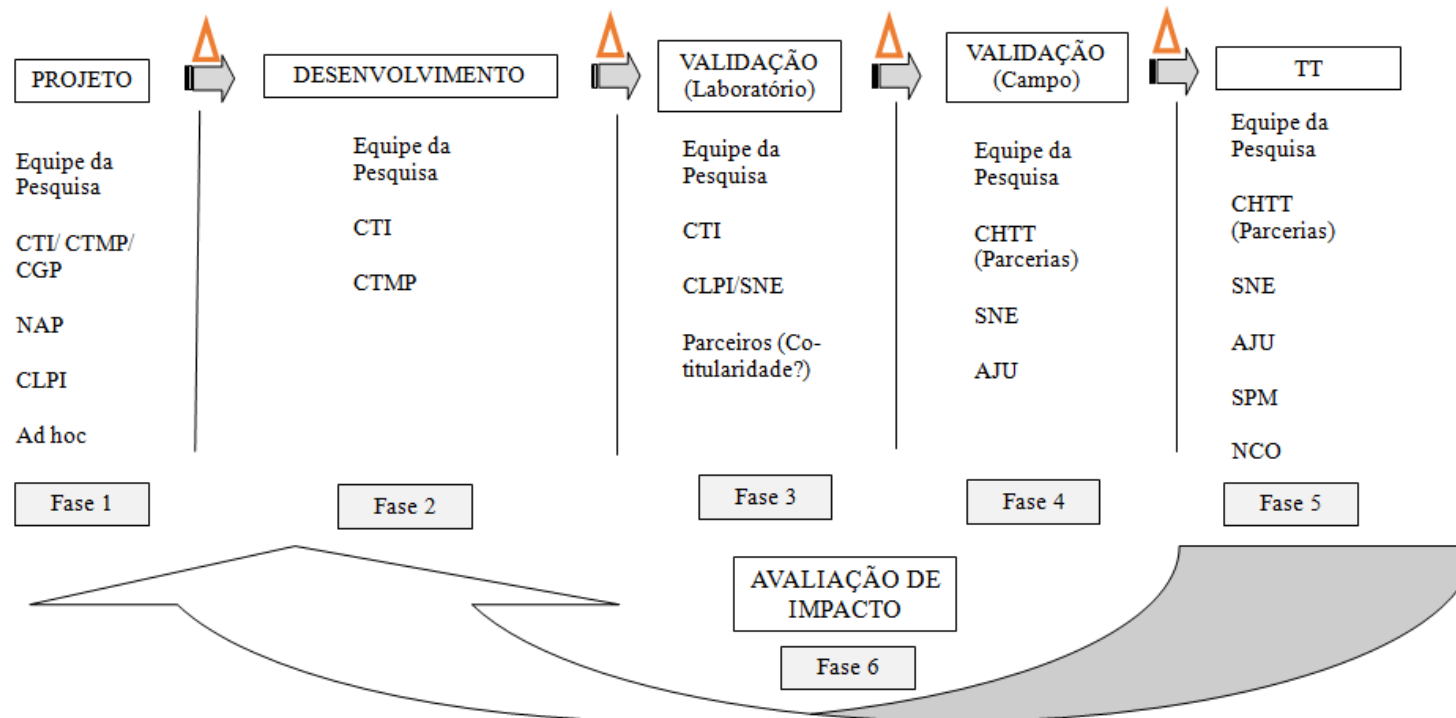 PROJETO
Equipe da
Pesquisa
CTI/ CTMP/
CGP
NAP
CLPI
Ad hoc
Fase 1
DESENVOLVIMENTO
Equipe da
Pesquisa
CTI
CTMP
Fase 2
VALIDAÇÃO
(Laboratório)
Equipe da
Pesquisa
CTI
CLPI/SNE
Parceiros (Co-
titularidade?)
Fase 3
VALIDAÇÃO
(Campo)
Equipe da
Pesquisa
CHTT
(Parcerias)
SNE
AJU
Fase 4
TT
Equipe da
Pesquisa
CHTT
(Parcerias)
SNE
AJU
SPM
NCO
Fase 5
AVALIAÇÃO DE
IMPACTO
Fase 6